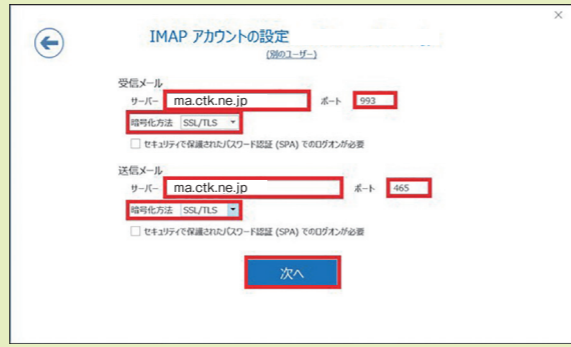 IMAP アカウントの設定
(別のユーザー)
受信メール
サーバー ma.ctk.ne.jp ポート 993
暗号化方法 SSL/TLS
セキュリティで保護されたパスワード認証 (SPA) でのログオンが必要
送信メール
サーバー ma.ctk.ne.jp ポート 465
暗号化方法 SSL/TLS
セキュリティで保護されたパスワード認証 (SPA) でのログオンが必要
次へ